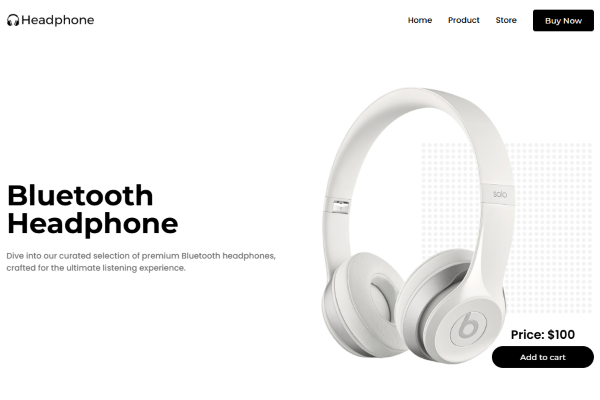 Headphone
Home Product Store Buy Now
Bluetooth
Headphone
Dive into our curated selection of premium Bluetooth headphones,
crafted for the ultimate listening experience.
solo
b
Price: $100
Add to cart